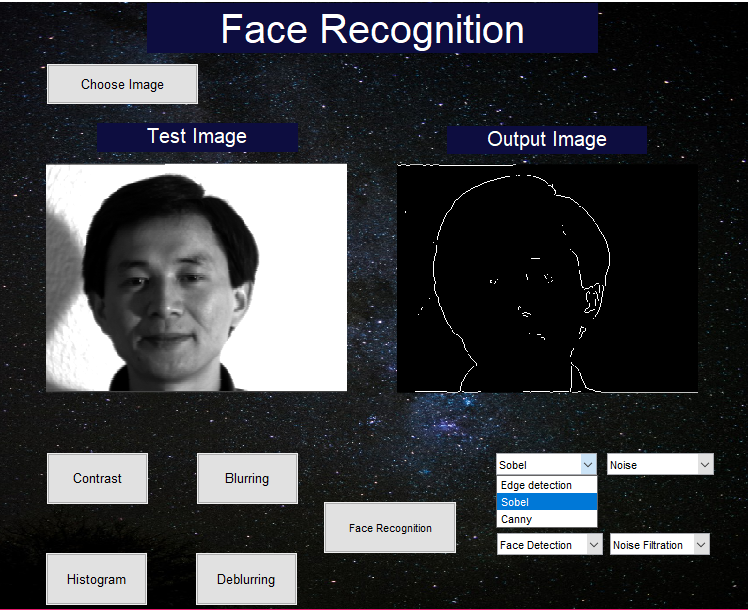 Face Recognition
Choose Image
Test Image
Output Image
Contrast
Blurring
Sobel
Noise
Edge detection
Sobel
Canny
Face Recognition
Face Detection
Noise Filtration
Histogram
Deblurring